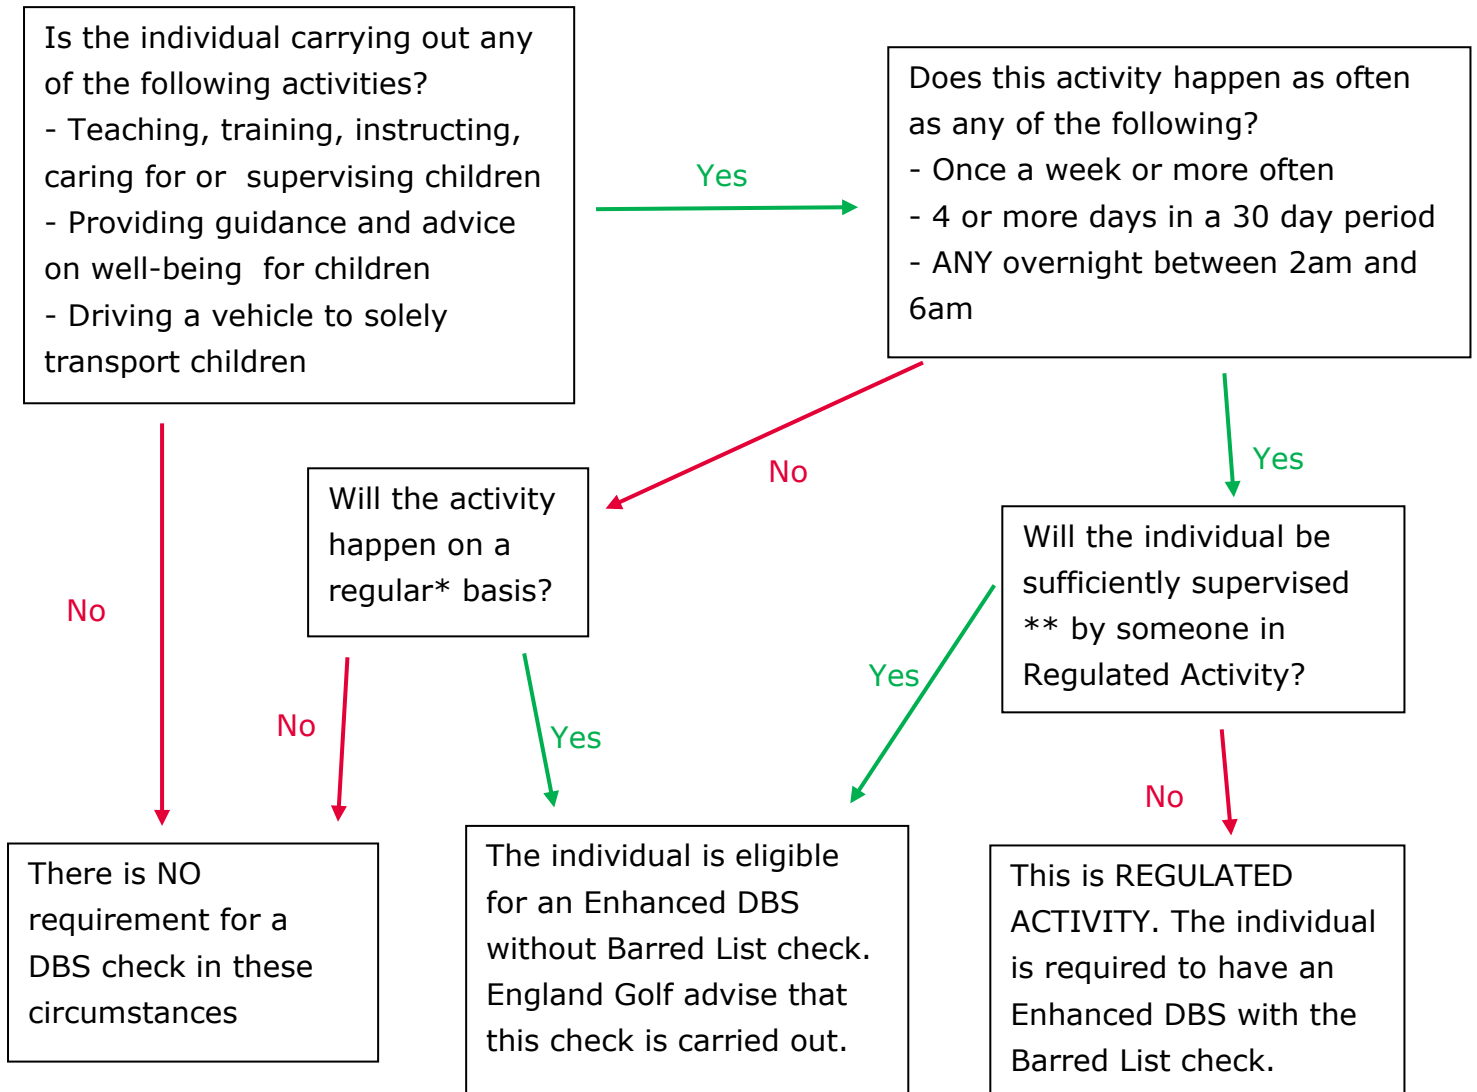 Is the individual carrying out any
of the following activities?
- Teaching, training, instructing,
caring for or  supervising children
- Providing guidance and advice
on well-being  for children
- Driving a vehicle to solely
transport children
Yes
Does this activity happen as often
as any of the following?
- Once a week or more often
- 4 or more days in a 30 day period
- ANY overnight between 2am and
6am
No
Yes
Will the activity
happen on a
regular* basis?
Will the individual be
sufficiently supervised
** by someone in
Regulated Activity?
No
No
Yes
Yes
No
There is NO
requirement for a
DBS check in these
circumstances
The individual is eligible
for an Enhanced DBS
without Barred List check.
England Golf advise that
this check is carried out.
This is REGULATED
ACTIVITY. The individual
is required to have an
Enhanced DBS with the
Barred List check.